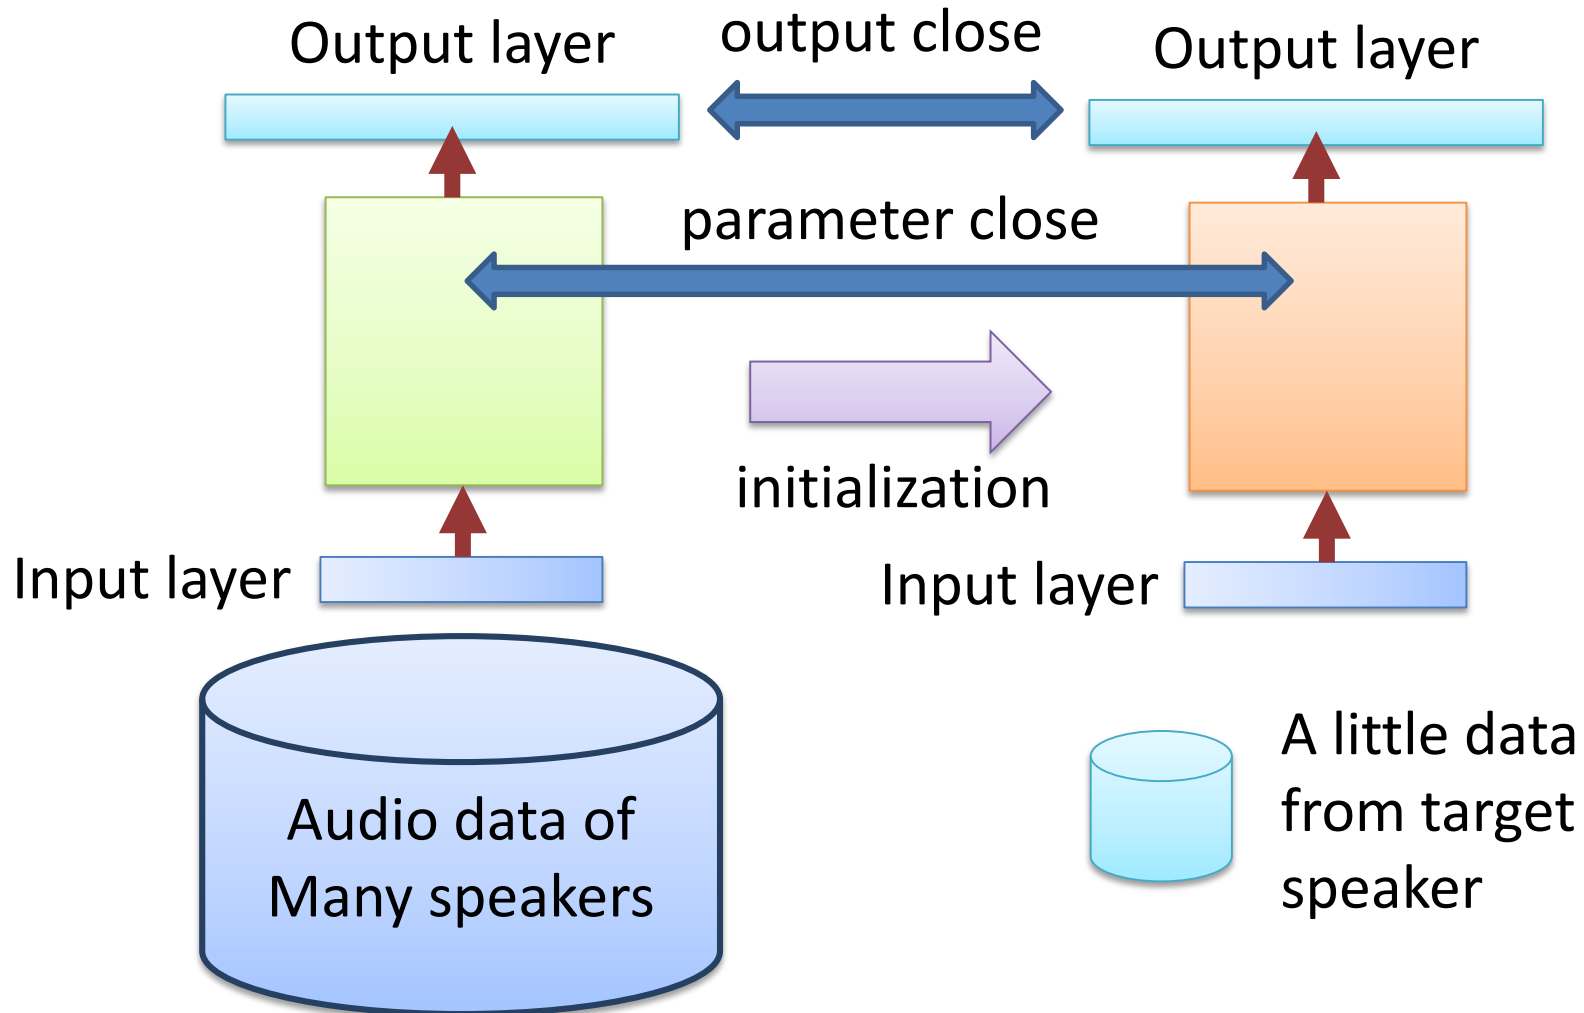 Output layer
output close
Output layer
parameter close
initialization
Input layer
Input layer
Audio data of
Many speakers
A little data
from target
speaker